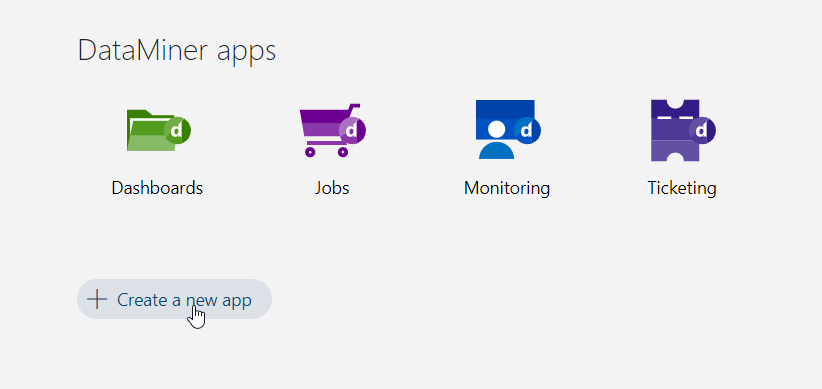 DataMiner apps
d d d d
Dashboards Jobs Monitoring Ticketing
Create a new app